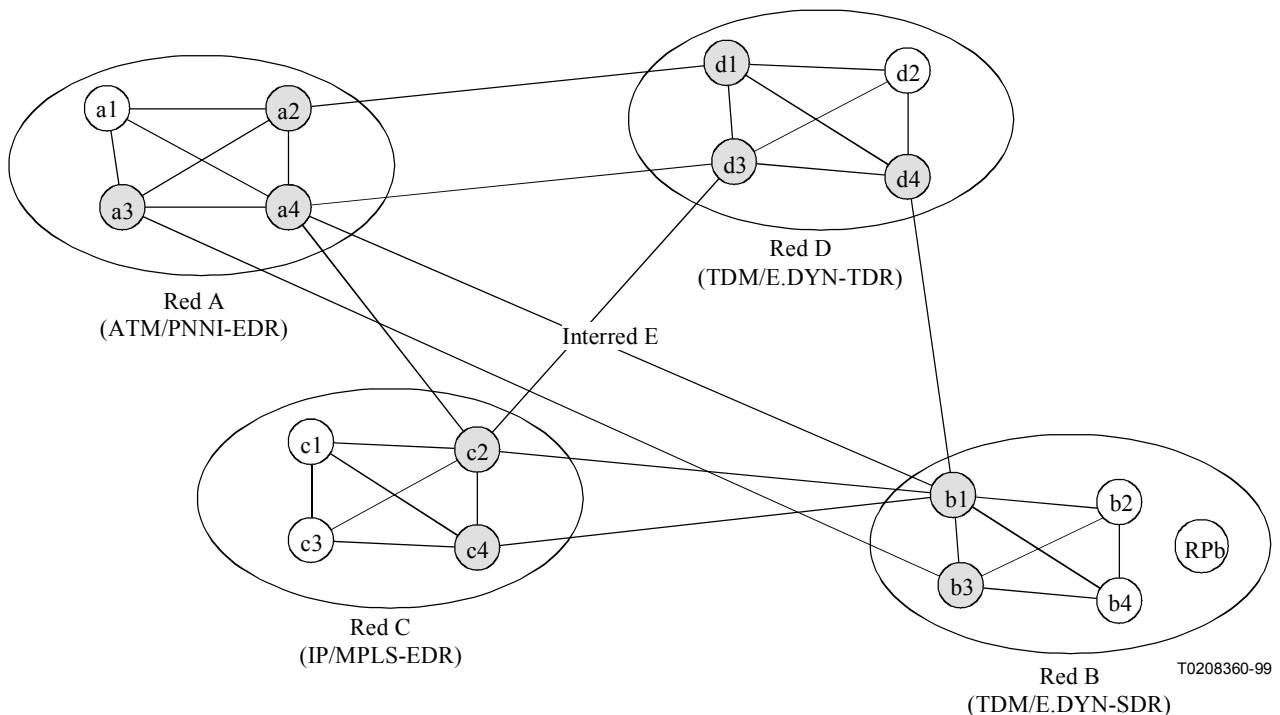 d1
d2
a1
a2
d3
d4
a3
a4
Red D
(TDM/E.DYN-TDR)
Red A
(ATM/PNNI-EDR)
Interred E
c1
c2
c3
c4
b1
b2
RPb
b3
b4
Red C
(IP/MPLS-EDR)
Red B
(TDM/E.DYN-SDR)
T0208360-99